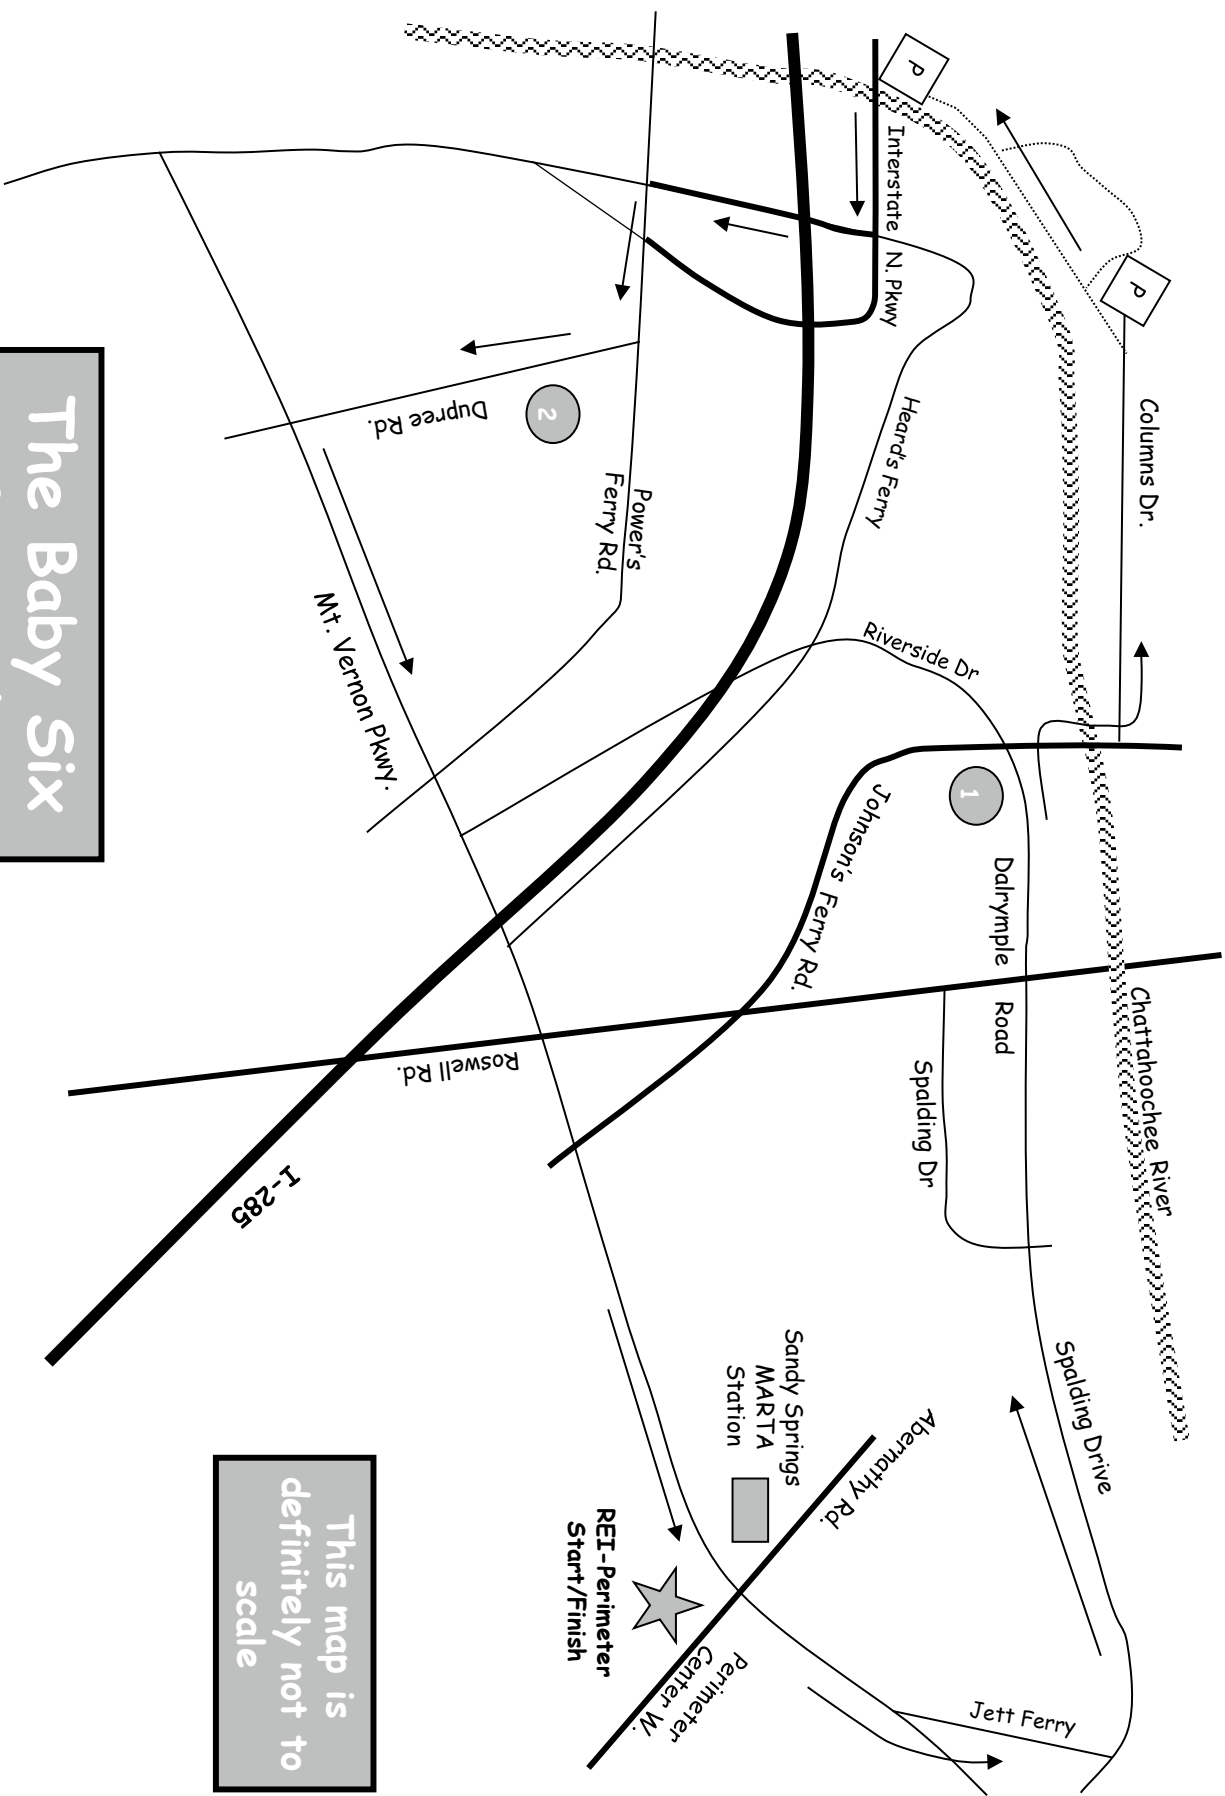 P
P
Interstate N. Pkwy
Columns Dr.
Heard's Ferry
Dupree Rd.
2
Power's
Ferry Rd.
Mt. Vernon Pkwy.
Riverside Dr
1
Johnson's Ferry Rd.
Dalrymple Road
Chattahoochee River
Roswell Rd.
Spalding Dr
I-285
Spalding Drive
Sandy Springs
MARTA
Station
Abernathy Rd.
REI-Perimeter
Start/Finish
Perimeter
Center W.
Jett Ferry
The Baby Six
This map is
definitely not to
scale